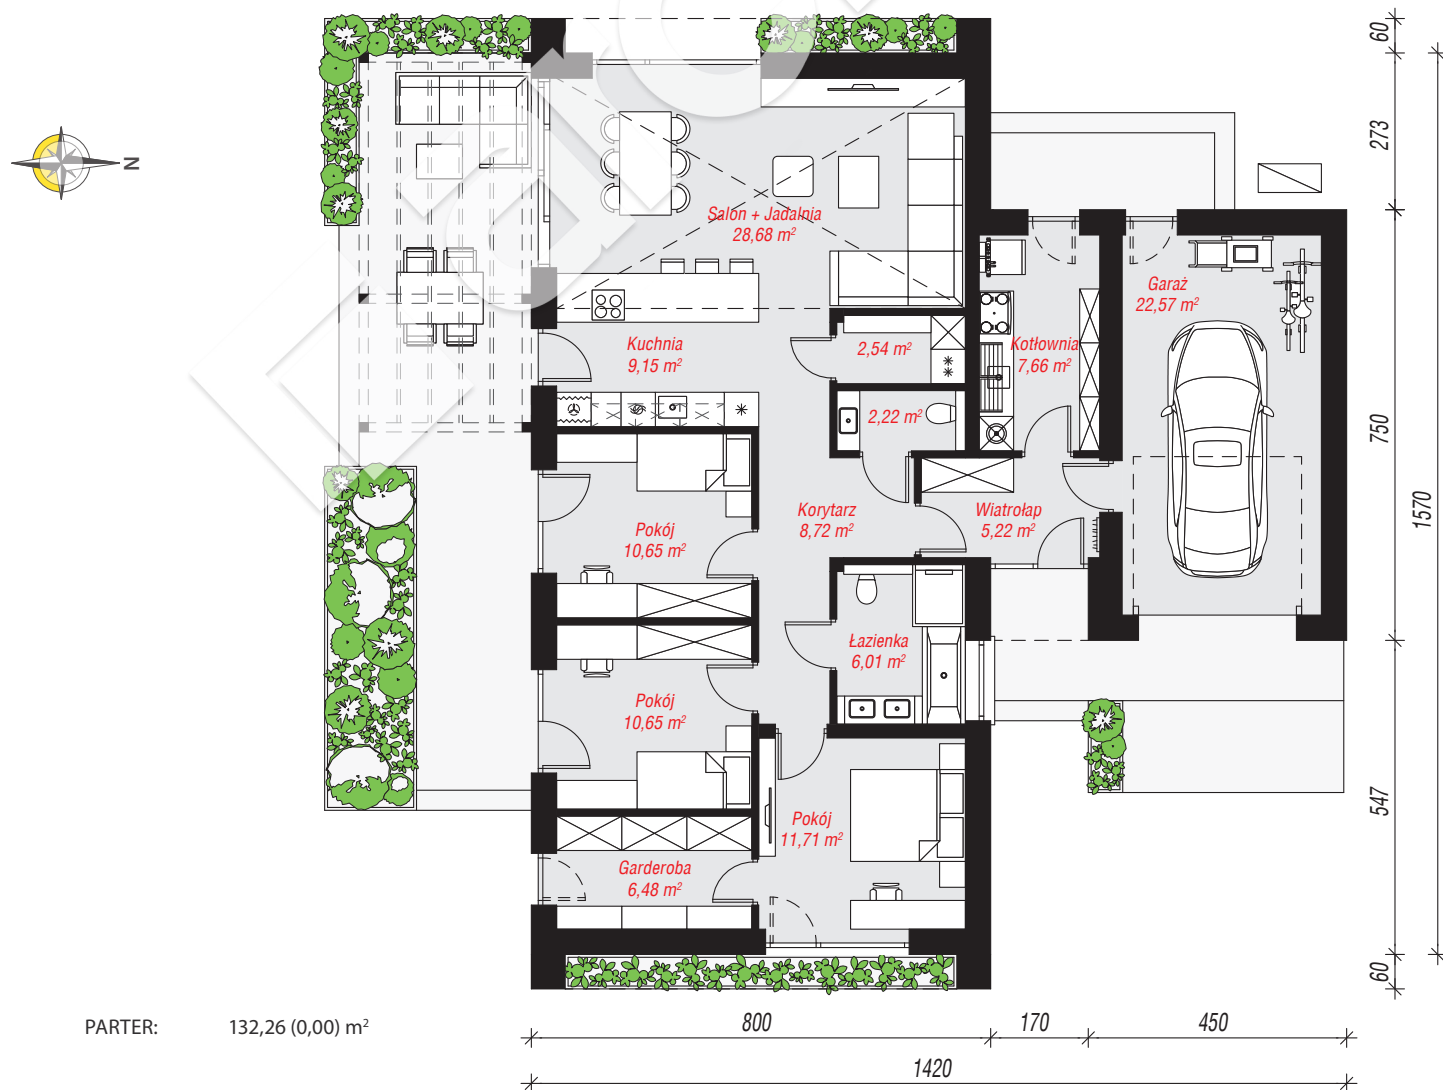 N
Salon + Jadalnia
28,68 m²
Kuchnia
9,15 m²
2,54 m²
2,22 m²
Kotłownia
7,66 m²
Garaż
22,57 m²
Pokój
10,65 m²
Korytarz
8,72 m²
Wiatrołap
5,22 m²
Łazienka
6,01 m²
Pokój
10,65 m²
Pokój
11,71 m²
Garderoba
6,48 m²
60
273
750
547
60
1570
800
170
450
1420
PARTER: 132,26 (0,00) m²